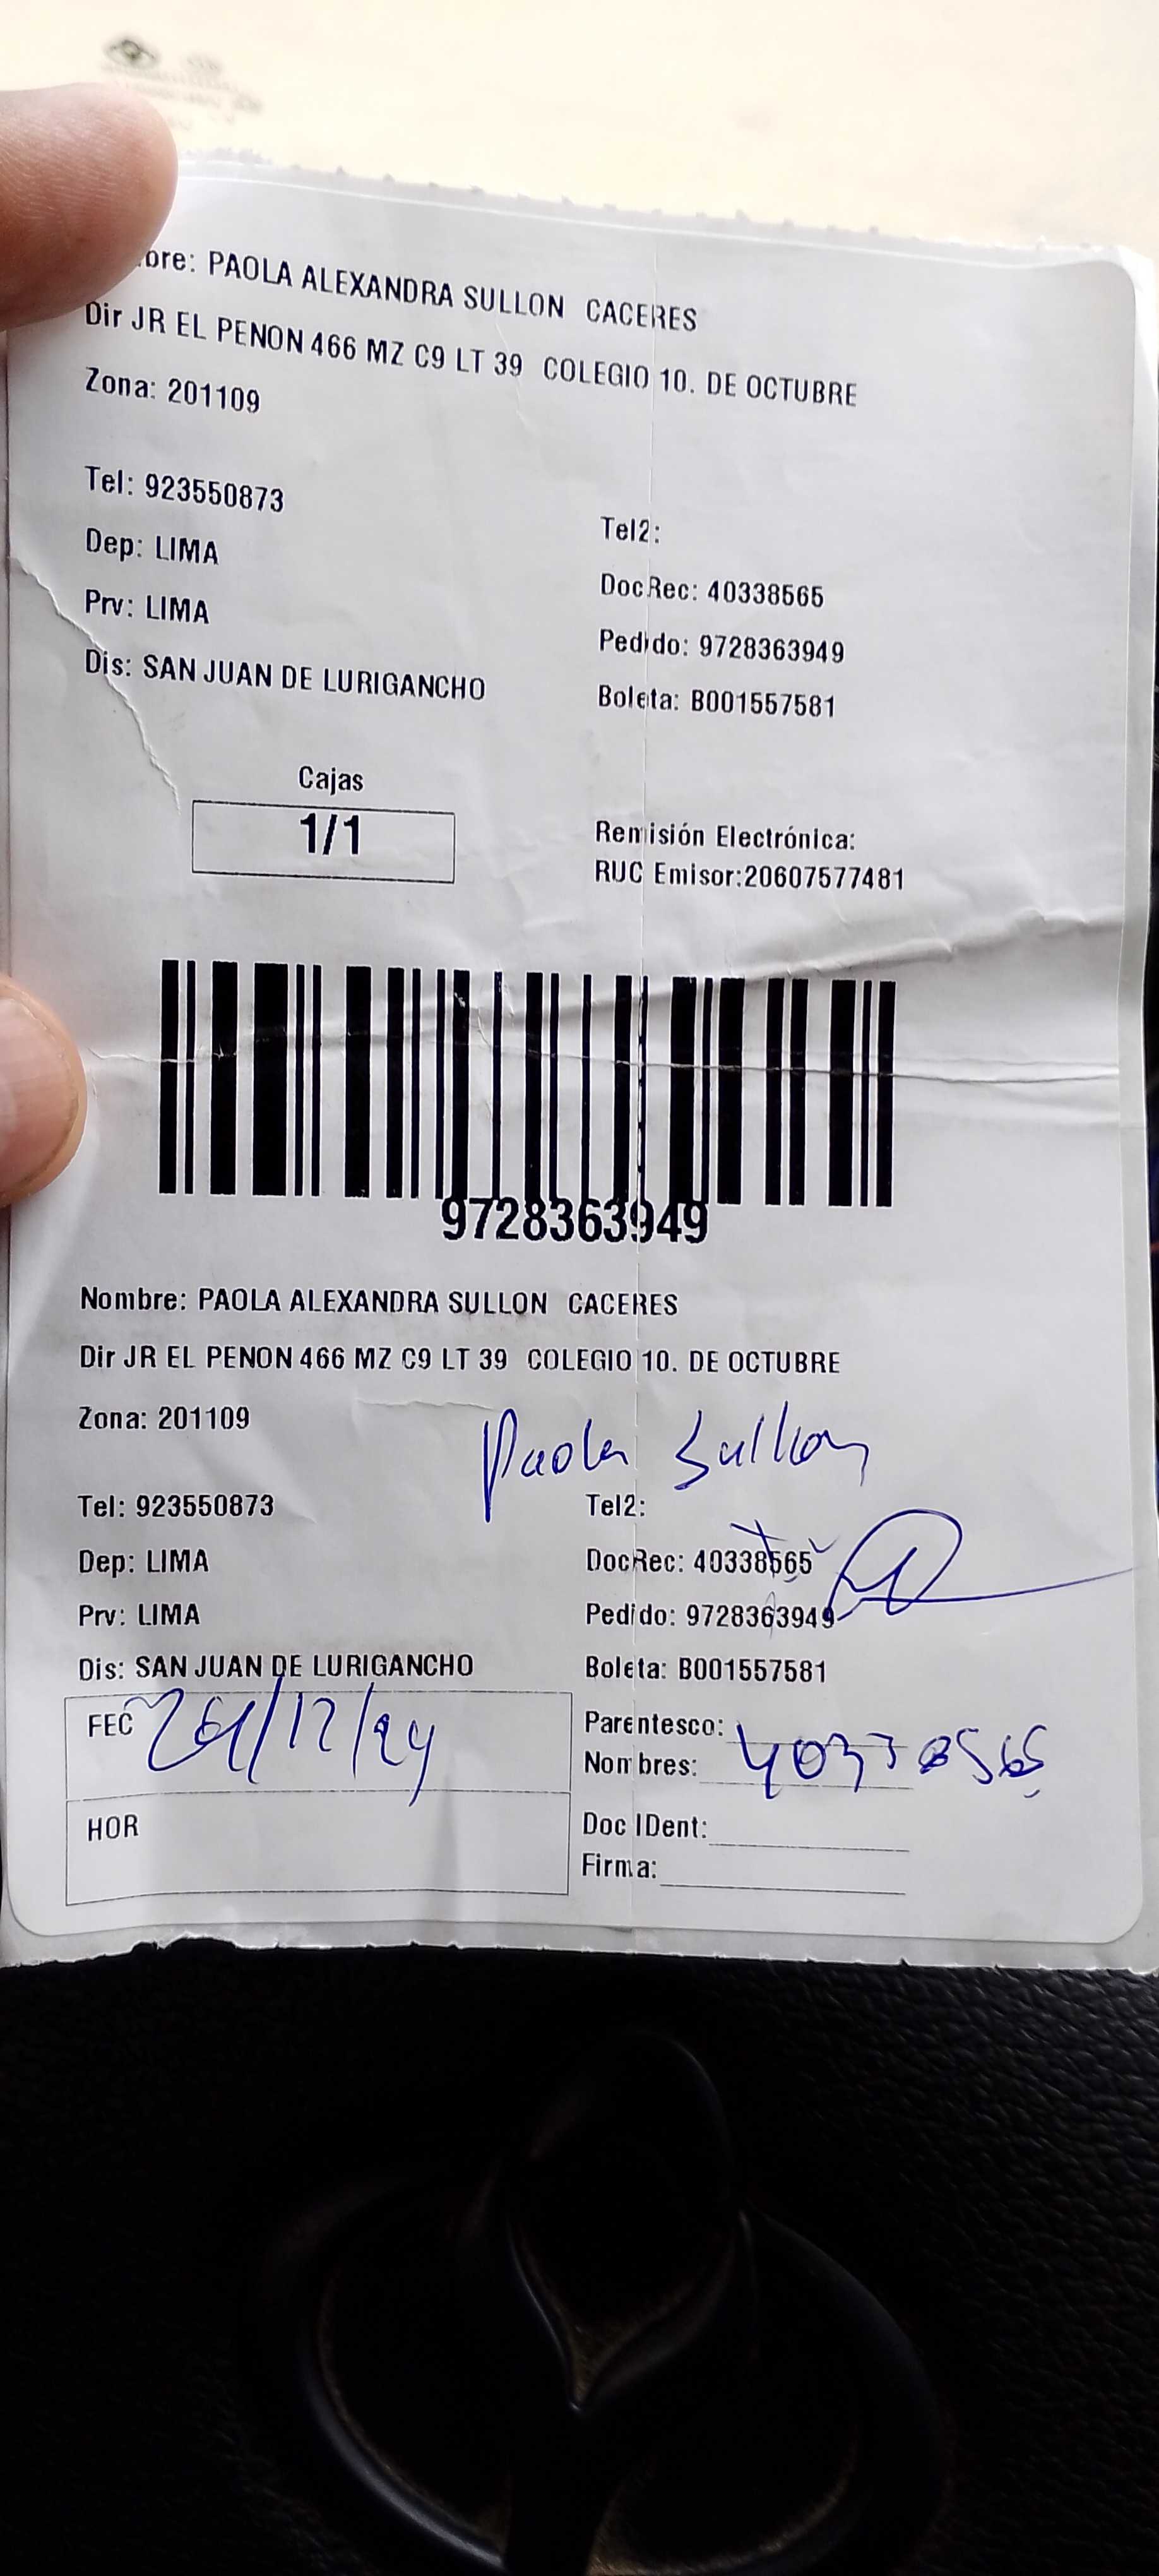 bre: PAOLA ALEXANDRA SULLON CACERES
Dir JR EL PENON 466 MZ C9 LT 39 COLEGIO 10. DE OCTUBRE
Zona: 201109
Tel: 923550873
Tel2:
Dep: LIMA
DocRec: 40338565
Prv: LIMA
Pedido: 9728363949
Dis: SAN JUAN DE LURIGANCHO
Boleta: B001557581
Cajas
1/1
Remisión Electrónica:
RUC Emisor:20607577481
9728363949
Nombre: PAOLA ALEXANDRA SULLON CACERES
Dir JR EL PENON 466 MZ C9 LT 39 COLEGIO 10. DE OCTUBRE
Zona: 201109
Paola Sullon
Tel: 923550873
Tel2:
Dep: LIMA
DocRec: 40338565
Prv: LIMA
Pedido: 9728363949
Dis: SAN JUAN DE LURIGANCHO
Boleta: B001557581
FEC
Parentesco:
Nombres: 40338565
HOR
Doc IDent:
Firma: